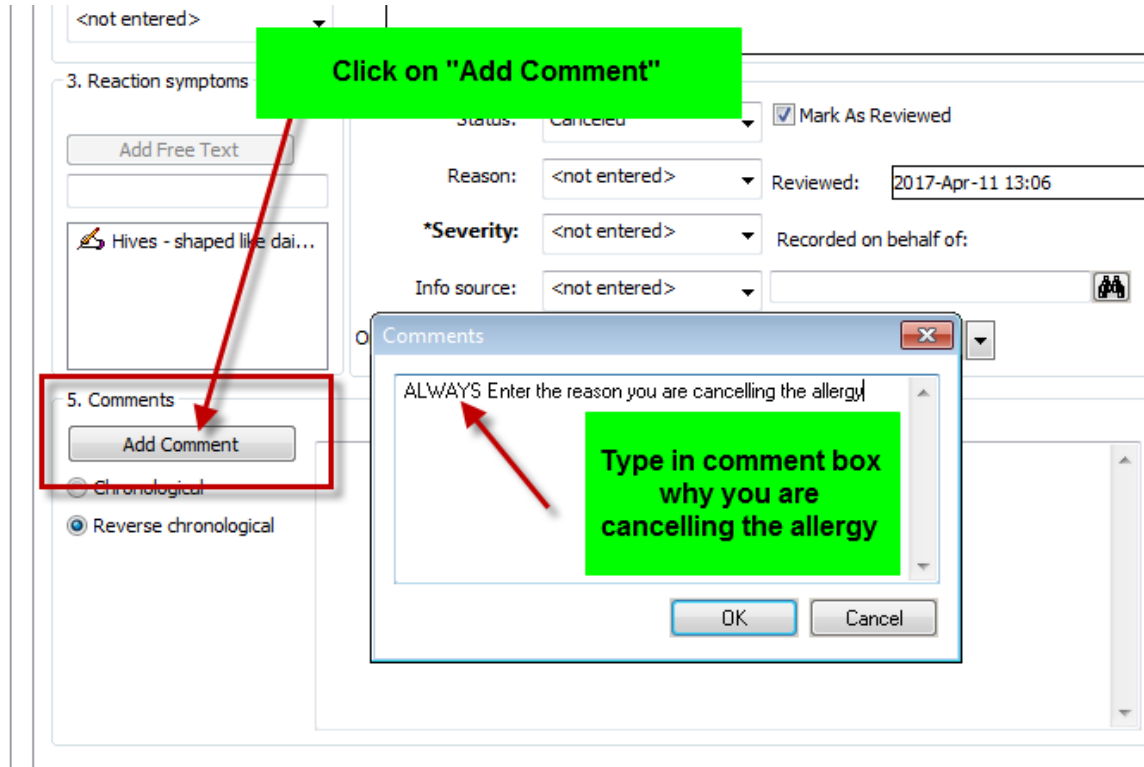 <not entered>
Click on "Add Comment"
3. Reaction symptoms
Status: Canceled Mark As Reviewed
Add Free Text
Reason: <not entered> Reviewed: 2017-Apr-11 13:06
*Severity: <not entered> Recorded on behalf of:
Hives - shaped like dai...
Info source: <not entered>
O
Comments
ALWAYS Enter the reason you are cancelling the allergy
5. Comments
Add Comment
Type in comment box
why you are
cancelling the allergy
Chronological
Reverse chronological
OK Cancel